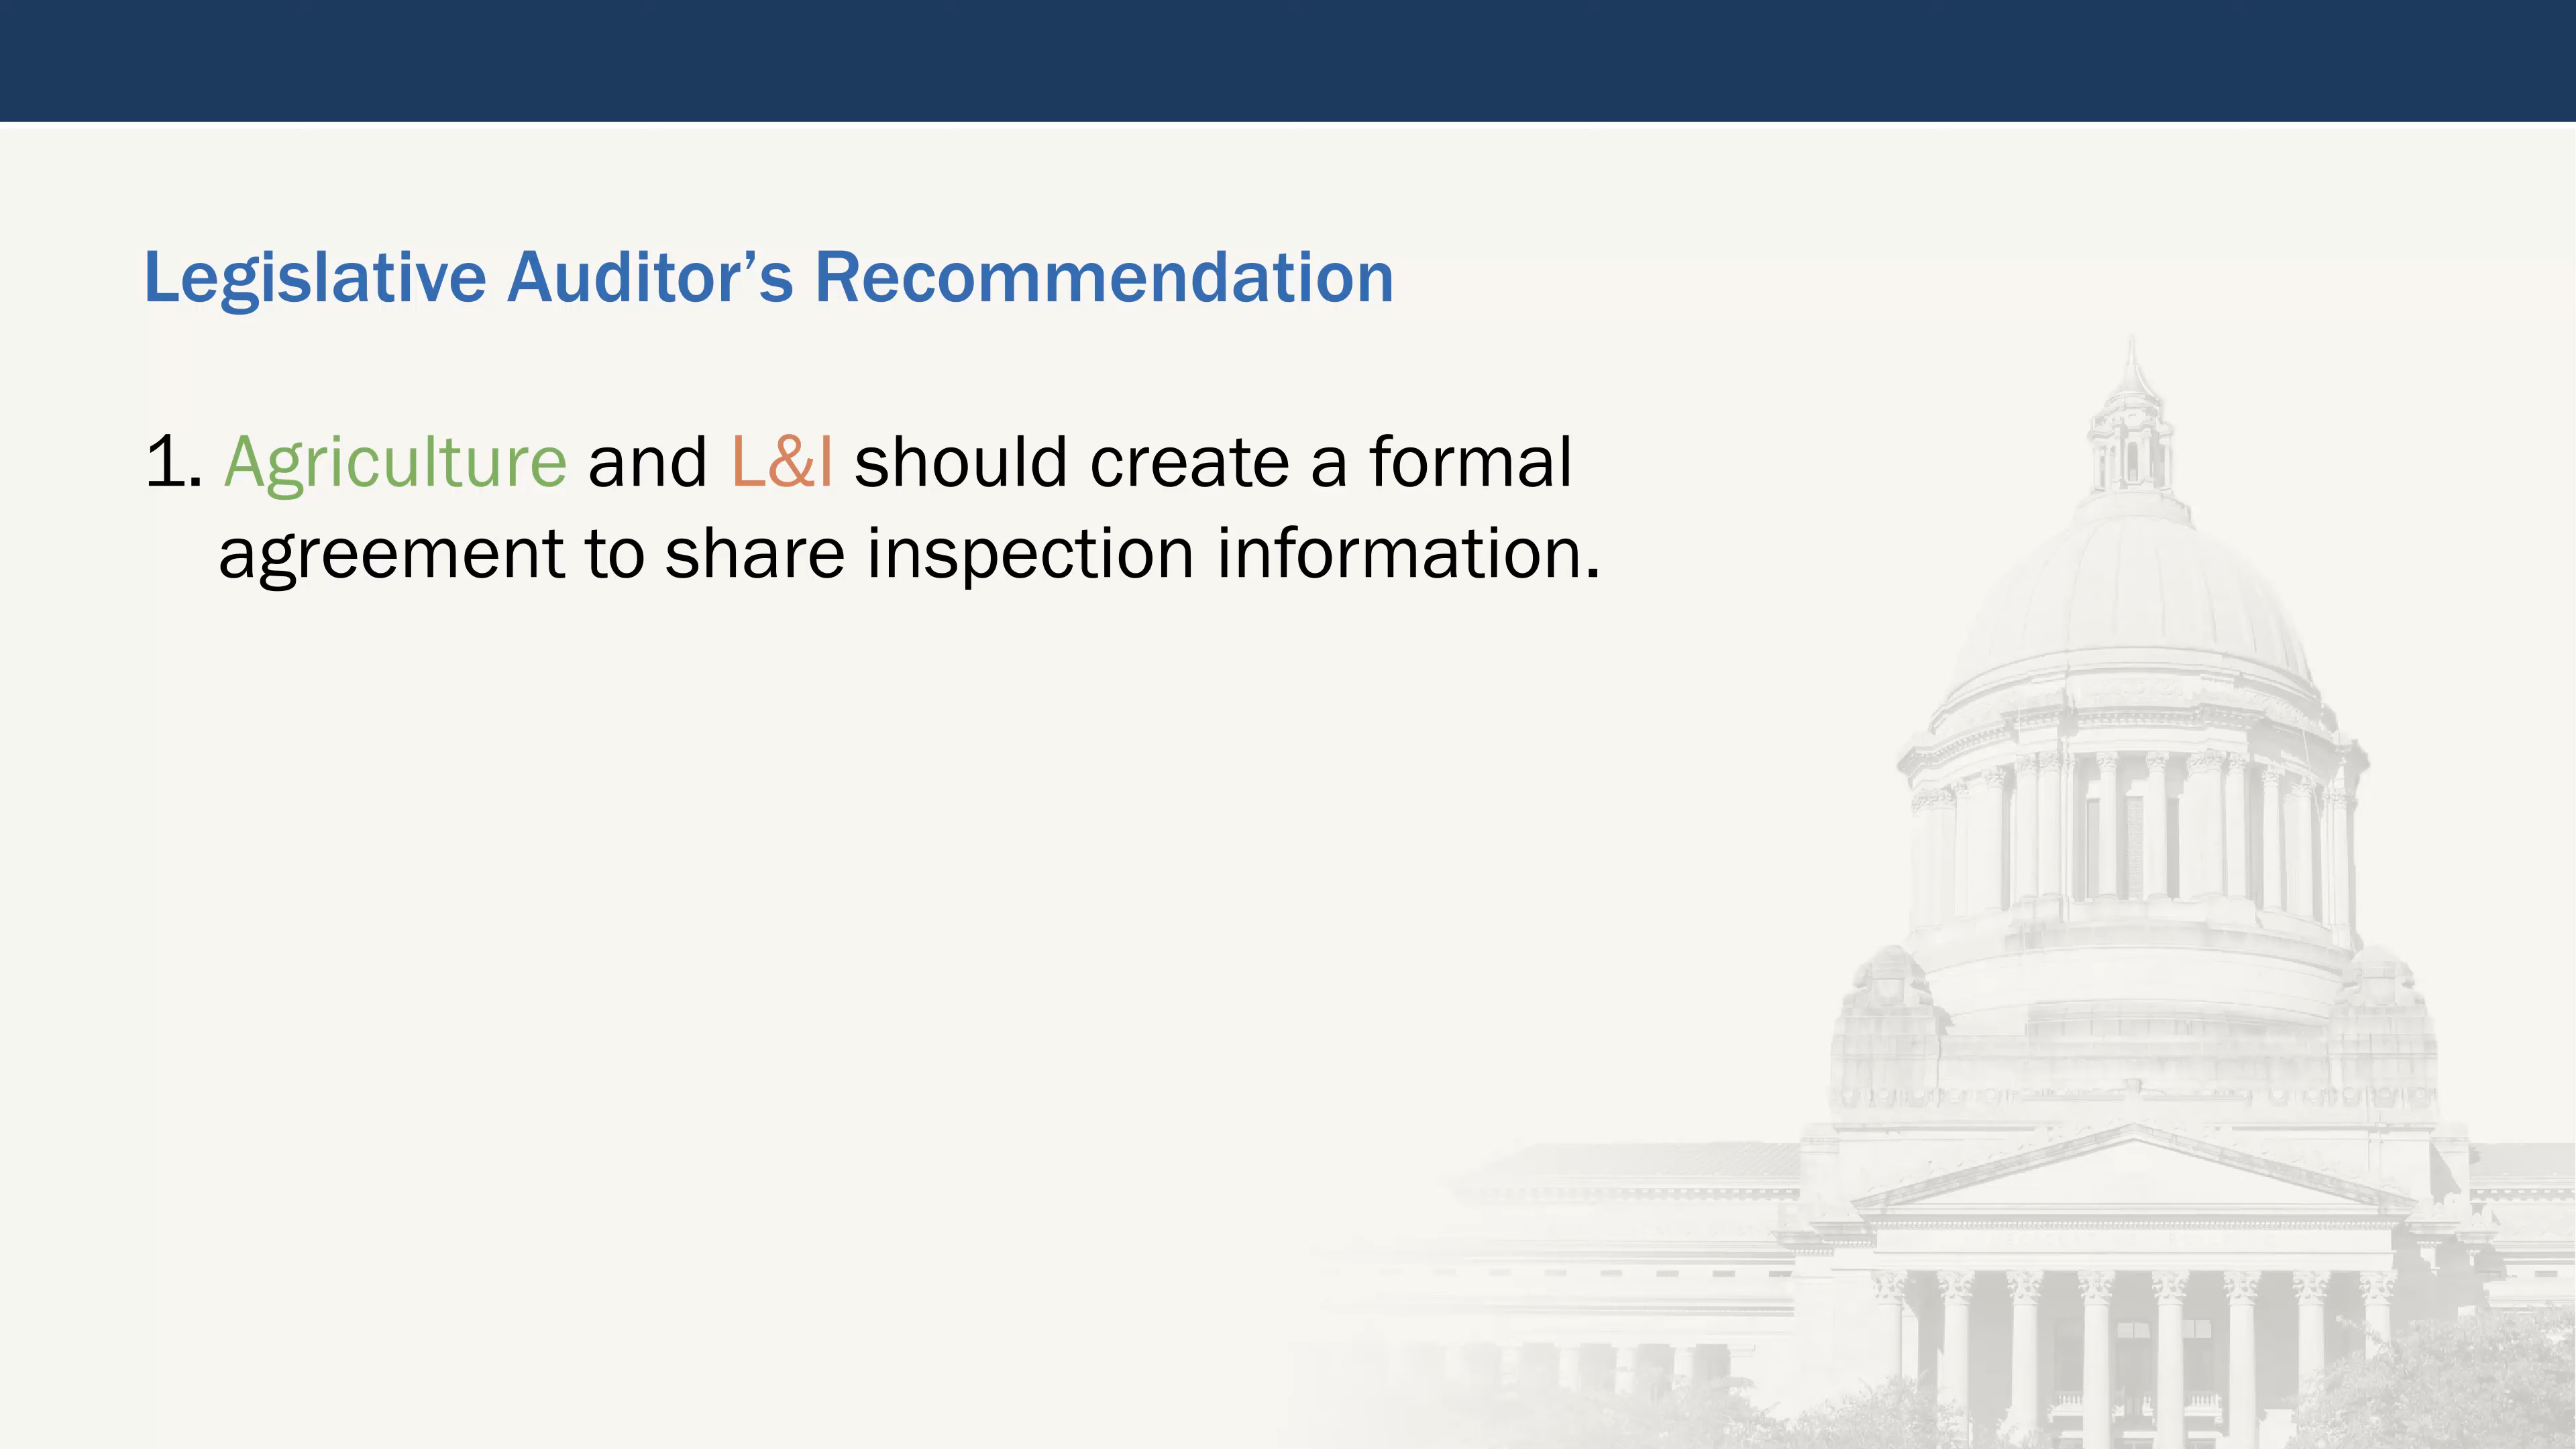 Legislative Auditor’s Recommendation
1. Agriculture and L&I should create a formal
agreement to share inspection information.